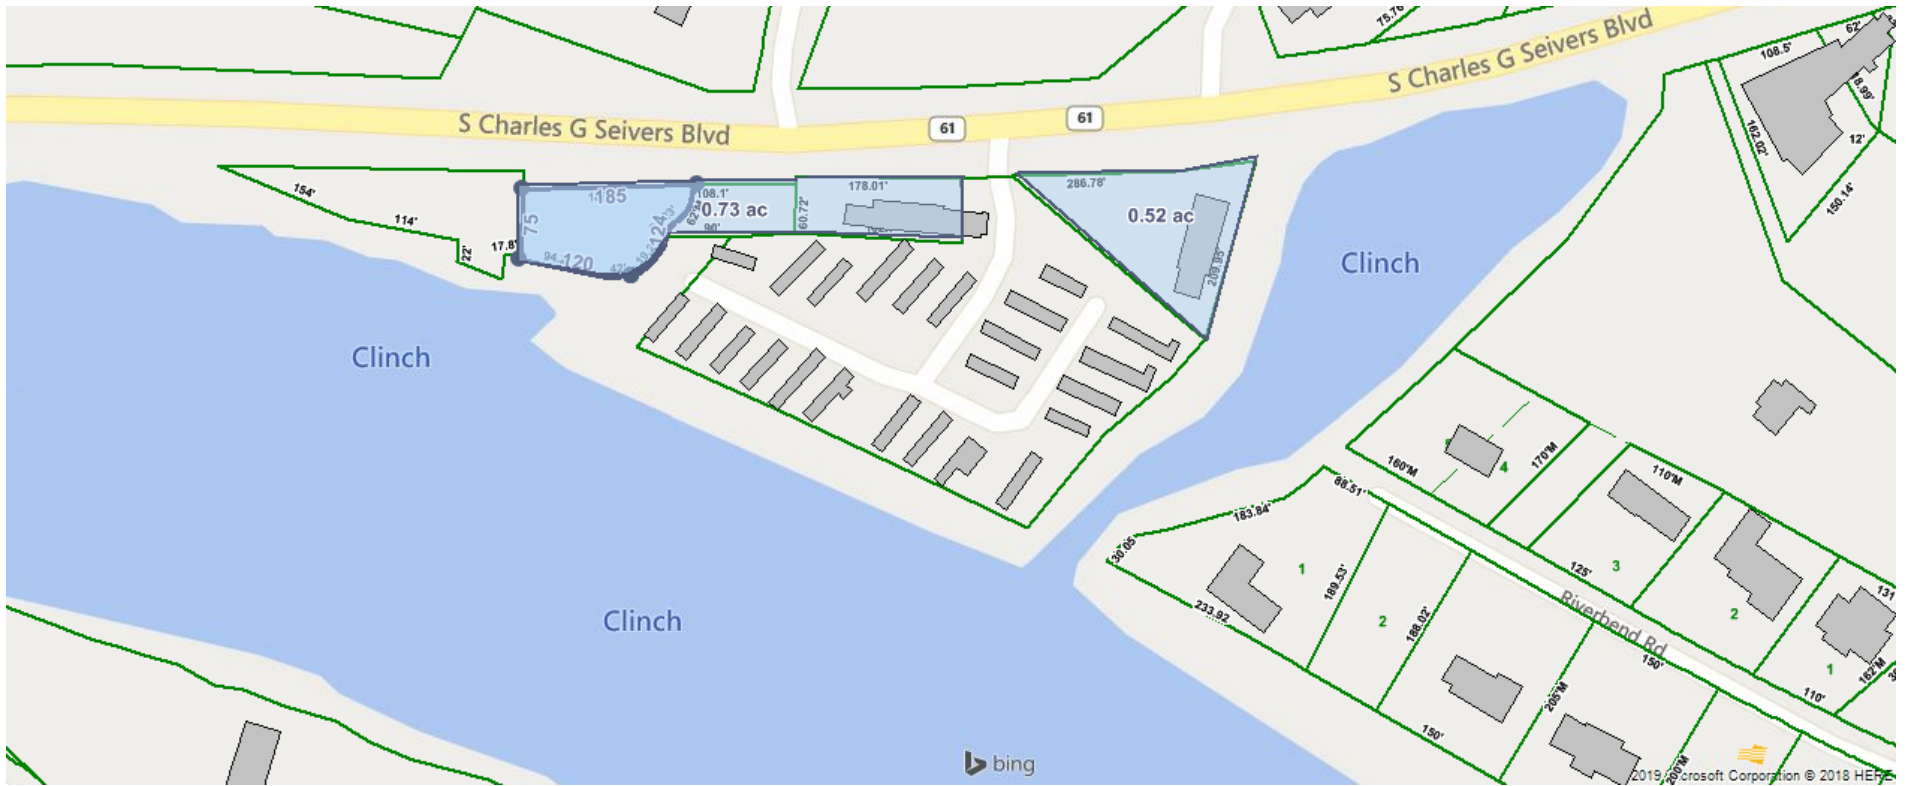 75.76
62'
108.5'
S Charles G Seivers Blvd
61
61
S Charles G Seivers Blvd
162.02'
12'
150.14'
154'
114'
22'
17.8'
185
75
120
124
108.1'
0.73 ac
90'
60.72'
178.01'
286.78'
0.52 ac
209.95'
Clinch
Clinch
Clinch
160'M
4
170'M
110'M
88.51'
183.84'
30.05
1
189.53'
233.92
2
188.02'
125'
3
2
131
1
162'M
110'
Riverbend Rd
150'
205'M
150'
200'M
bing
2019 Microsoft Corporation © 2018 HERE